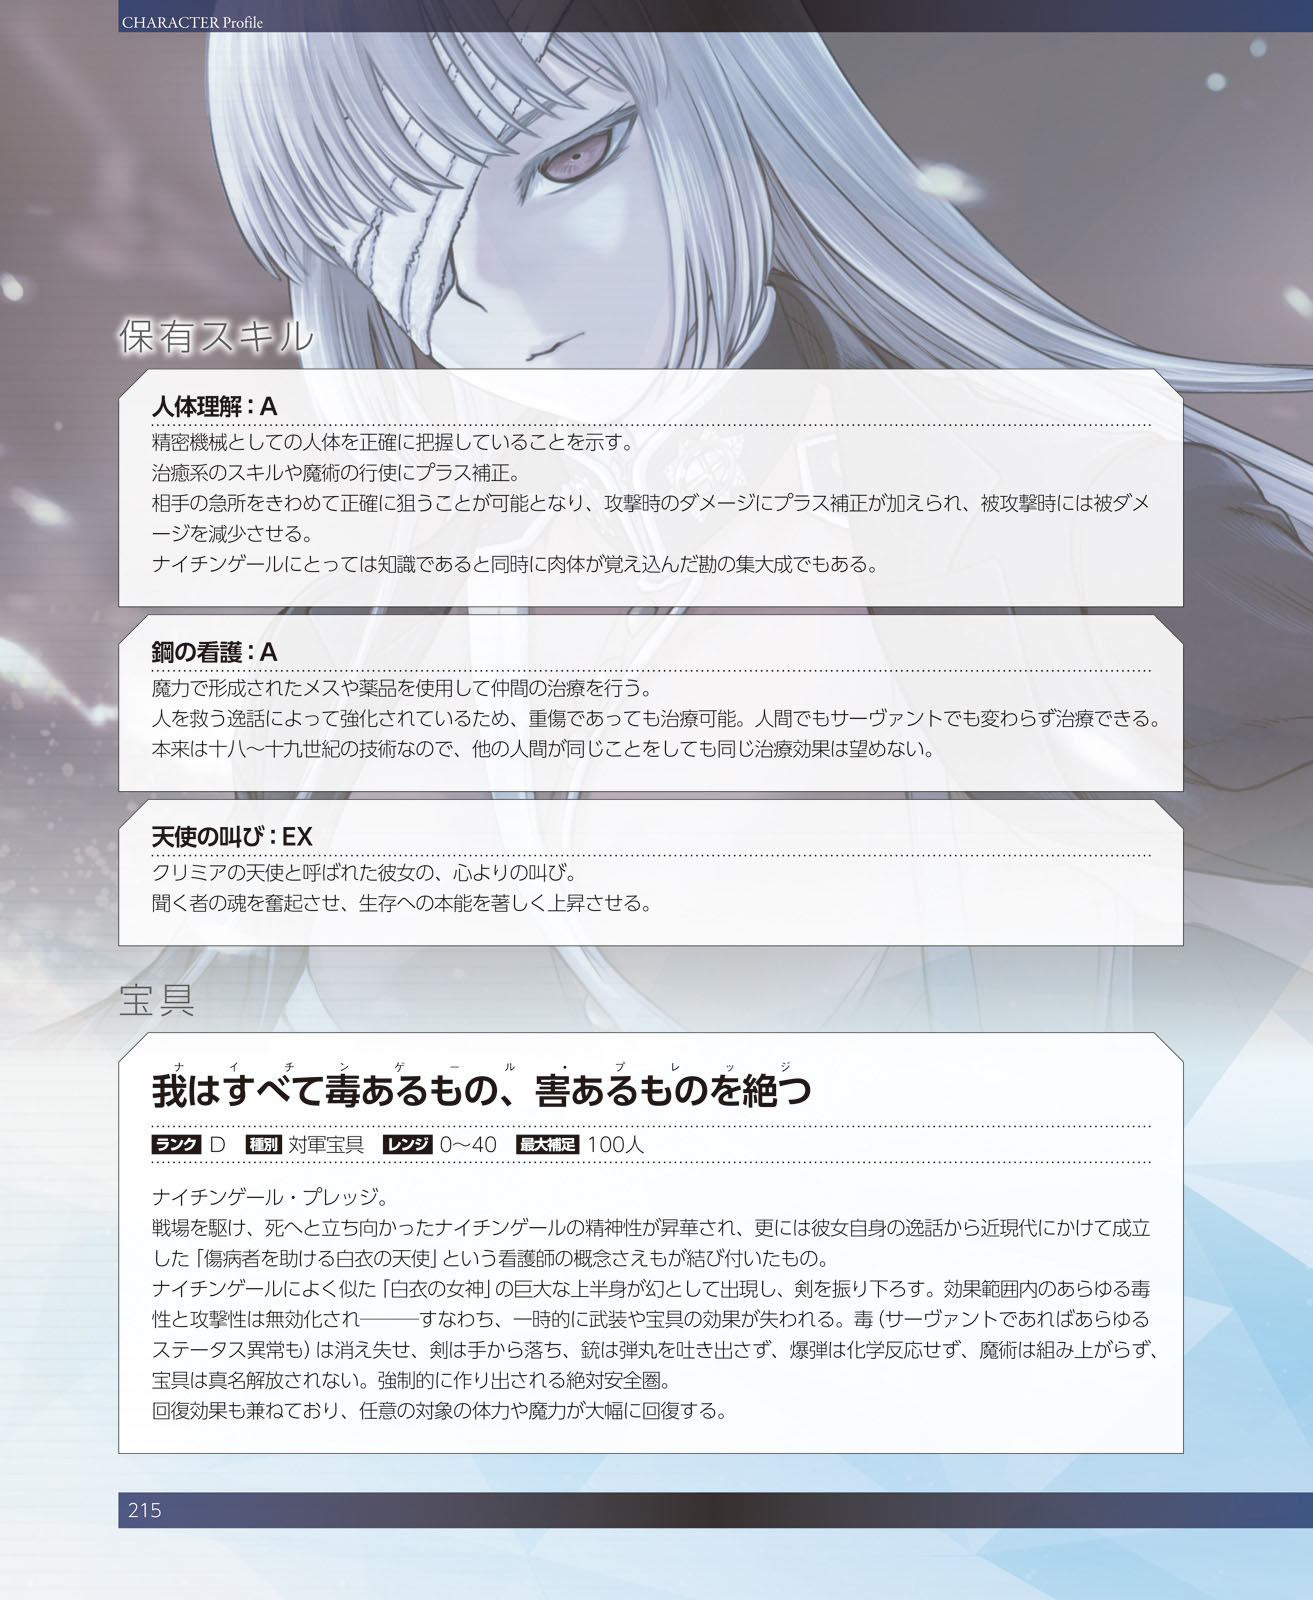 CHARACTER Profile
保有スキル
人体理解：A
精密機械としての人体を正確に把握していることを示す。
治癒系のスキルや魔術の行使にプラス補正。
相手の急所をきわめて正確に狙うことが可能となり、攻撃時のダメージにプラス補正が加えられ、被攻撃時には被ダメ
ージを減少させる。
ナイチンゲールにとっては知識であると同時に肉体が覚え込んだ勘の集大成でもある。
鋼の看護：A
魔力で形成されたメスや薬品を使用して仲間の治療を行う。
人を救う逸話によって強化されているため、重傷であっても治療可能。人間でもサーヴァントでも変わらず治療できる。
本来は十八～十九世紀の技術なので、他の人間が同じことをしても同じ治療効果は望めない。
天使の叫び：EX
クリミアの天使と呼ばれた彼女の、心よりの叫び。
聞く者の魂を奮起させ、生存への本能を著しく上昇させる。
宝具
ナイチンゲール・プレッジ
我はすべて毒あるもの、害あるものを絶つ
ランク D 種別 対軍宝具 レンジ 0～40 最大補足 100人
ナイチンゲール・プレッジ。
戦場を駆け、死へと立ち向かったナイチンゲールの精神性が昇華され、更には彼女自身の逸話から近現代にかけて成立
した「傷病者を助ける白衣の天使」という看護師の概念さえもが結び付いたもの。
ナイチンゲールによく似た「白衣の女神」の巨大な上半身が幻として出現し、剣を振り下ろす。効果範囲内のあらゆる毒
性と攻撃性は無効化され———すなわち、一時的に武装や宝具の効果が失われる。毒（サーヴァントであればあらゆる
ステータス異常も）は消え失せ、剣は手から落ち、銃は弾丸を吐き出さず、爆弾は化学反応せず、魔術は組み上がらず、
宝具は真名解放されない。強制的に作り出される絶対安全圏。
回復効果も兼ねており、任意の対象の体力や魔力が大幅に回復する。
215